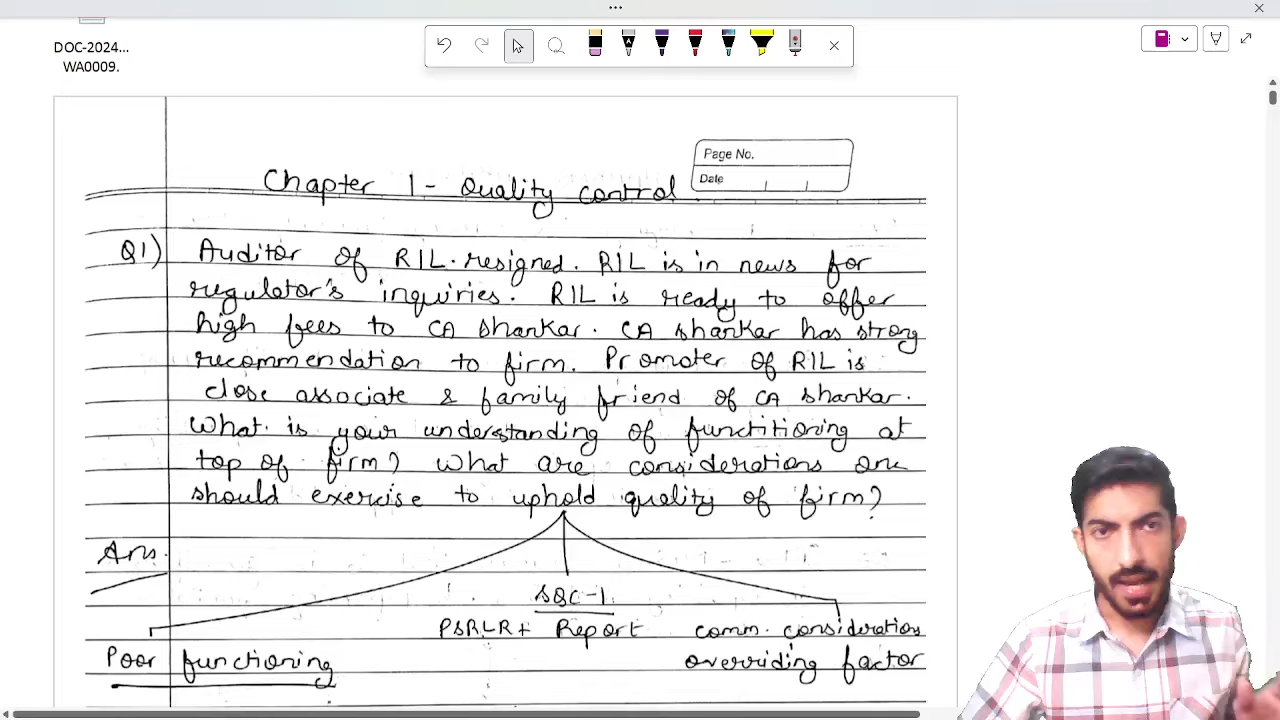 DOC-2024...
WA0009.
Page No.
Date
Chapter 1 - Quality control
Q1) Auditor of RIL resigned. RIL is in news for
regulator's inquiries. RIL is ready to offer
high fees to CA shankar. CA shankar has strong
recommendation to firm. Promoter of RIL is
close associate & family friend of CA shankar.
What is your understanding of functitioning at
top of firm? What are considerations one
should exercise to uphold quality of firm?
Ans.
SQC-1
PSRLR+ Report comm. consideration
Poor functioning overriding factor